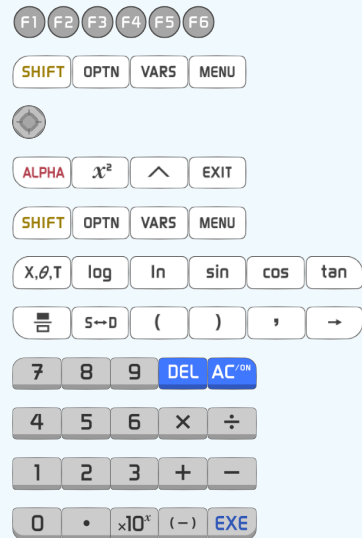 F1 F2 F3 F4 F5 F6
SHIFT OPTN VARS MENU
ALPHA x² ^ EXIT
SHIFT OPTN VARS MENU
X,θ,T log ln sin cos tan
S↔D ( ) , →
7 8 9 DEL AC/ON
4 5 6 × ÷
1 2 3 + −
0 • ×10ˣ (−) EXE